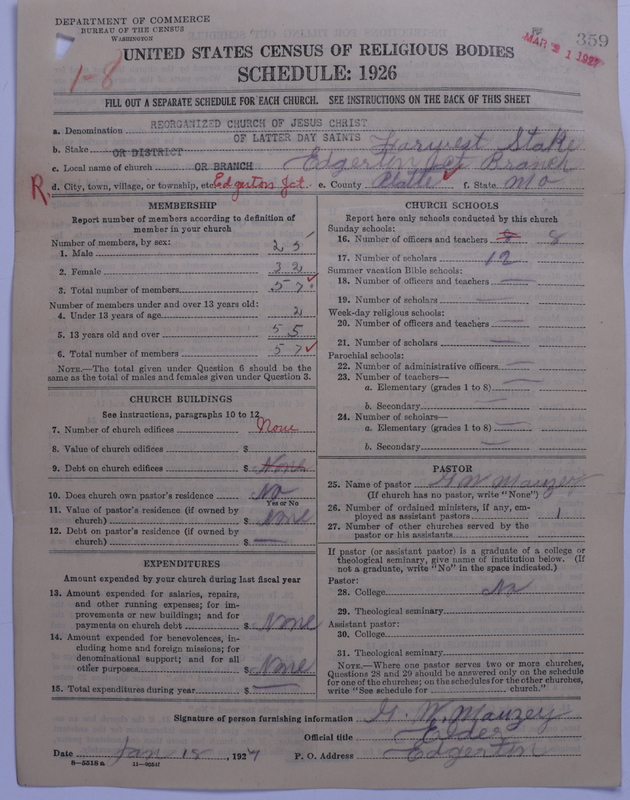 DEPARTMENT OF COMMERCE
BUREAU OF THE CENSUS
WASHINGTON
1-8
359
MAR 21 1927
UNITED STATES CENSUS OF RELIGIOUS BODIES
SCHEDULE: 1926
FILL OUT A SEPARATE SCHEDULE FOR EACH CHURCH. SEE INSTRUCTIONS ON THE BACK OF THIS SHEET
a. Denomination REORGANIZED CHURCH OF JESUS CHRIST
OF LATTER DAY SAINTS
b. Stake OR DISTRICT Stake
c. Local name of church OR BRANCH Edgerton Jct Branch
R. d. City, town, village, or township, etc. Edgerton Jct. e. County Platte f. State Mo
MEMBERSHIP
Report number of members according to definition of
member in your church
Number of members, by sex:
1. Male 25
2. Female 32
3. Total number of members 57
Number of members under and over 13 years old:
4. Under 13 years of age 2
5. 13 years old and over 55
6. Total number of members 57
NOTE.—The total given under Question 6 should be
same as the total of males and females given under Question 3.
CHURCH BUILDINGS
See instructions, paragraphs 10 to 12
7. Number of church edifices None
8. Value of church edifices $
9. Debt on church edifices $ None
10. Does church own pastor's residence No
Yes or No
11. Value of pastor's residence (if owned by
church) $ None
12. Debt on pastor's residence (if owned by
church) $ —
EXPENDITURES
Amount expended by your church during last fiscal year
13. Amount expended for salaries, repairs,
and other running expenses; for im-
provements or new buildings; and for
payments on church debt $ None
14. Amount expended for benevolences, in-
cluding home and foreign missions; for
denominational support; and for all
other purposes $ None
15. Total expenditures during year $ —
CHURCH SCHOOLS
Report here only schools conducted by this church
Sunday schools:
16. Number of officers and teachers 8 8
17. Number of scholars 12
Summer vacation Bible schools:
18. Number of officers and teachers —
19. Number of scholars —
Week-day religious schools:
20. Number of officers and teachers —
21. Number of scholars —
Parochial schools:
22. Number of administrative officers —
23. Number of teachers—
a. Elementary (grades 1 to 8) —
b. Secondary —
24. Number of scholars—
a. Elementary (grades 1 to 8) —
b. Secondary —
PASTOR
25. Name of pastor G. W. Mauzey
(If church has no pastor, write "None")
26. Number of ordained ministers, if any, em-
ployed as assistant pastors 1
27. Number of other churches served by the
pastor or his assistants
If pastor (or assistant pastor) is a graduate of a college or
theological seminary, give name of institution below. (If
not a graduate, write "No" in the space indicated.)
Pastor:
28. College No
29. Theological seminary
Assistant pastor:
30. College
31. Theological seminary
NOTE.—Where one pastor serves two or more churches,
Questions 28 and 29 should be answered only on the schedule
for one of the churches; on the schedules for the other churches,
write "See schedule for church."
Signature of person furnishing information G. W. Mauzey
Official title Elder
Date Jan 18, 1927 P. O. Address Edgerton
8—5518a 11—9054f